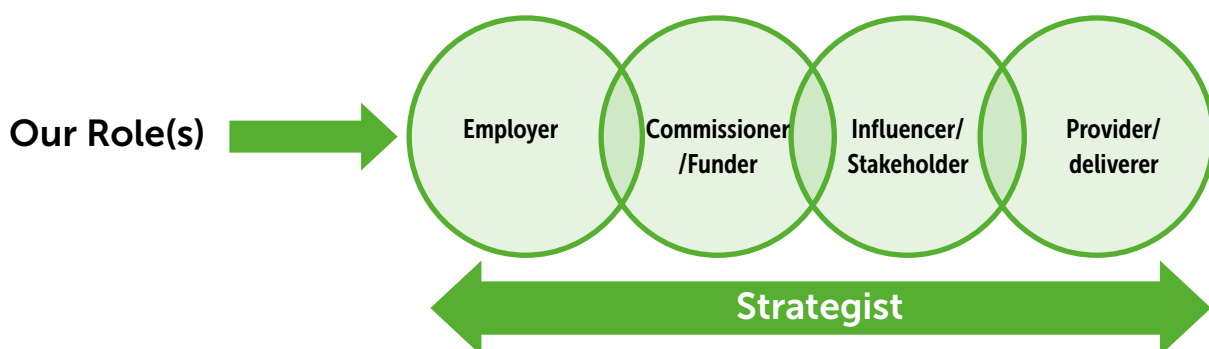 Our Role(s)
Employer
Commissioner
/Funder
Influencer/
Stakeholder
Provider/
deliverer
Strategist